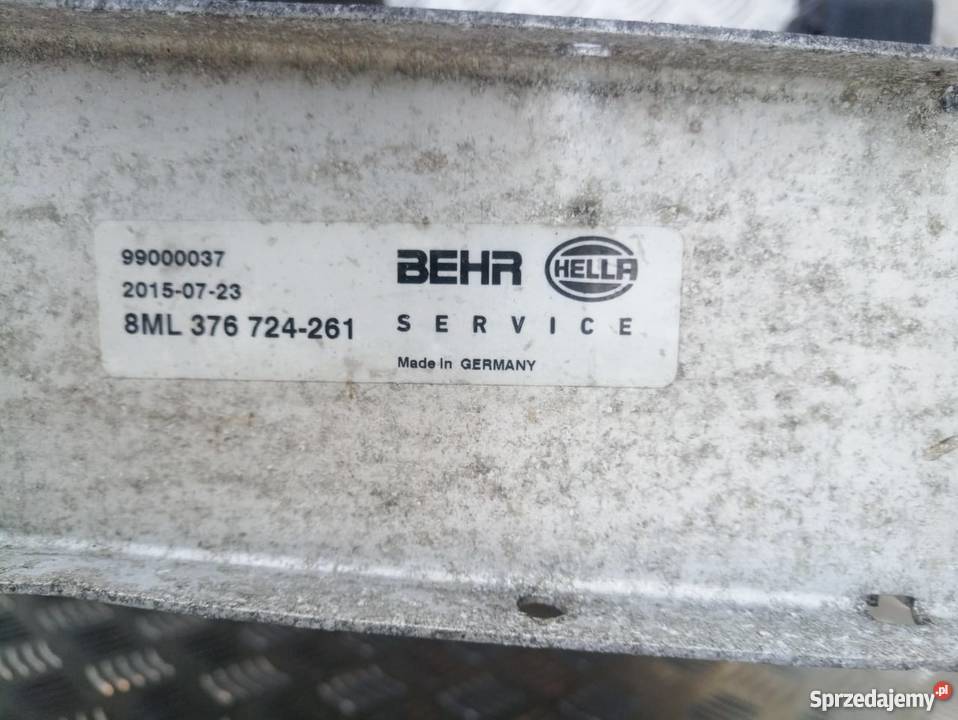 99000037
2015-07-23
8ML 376 724-261
BEHR HELLA
SERVICE
Made in GERMANY
Sprzedajemy.pl